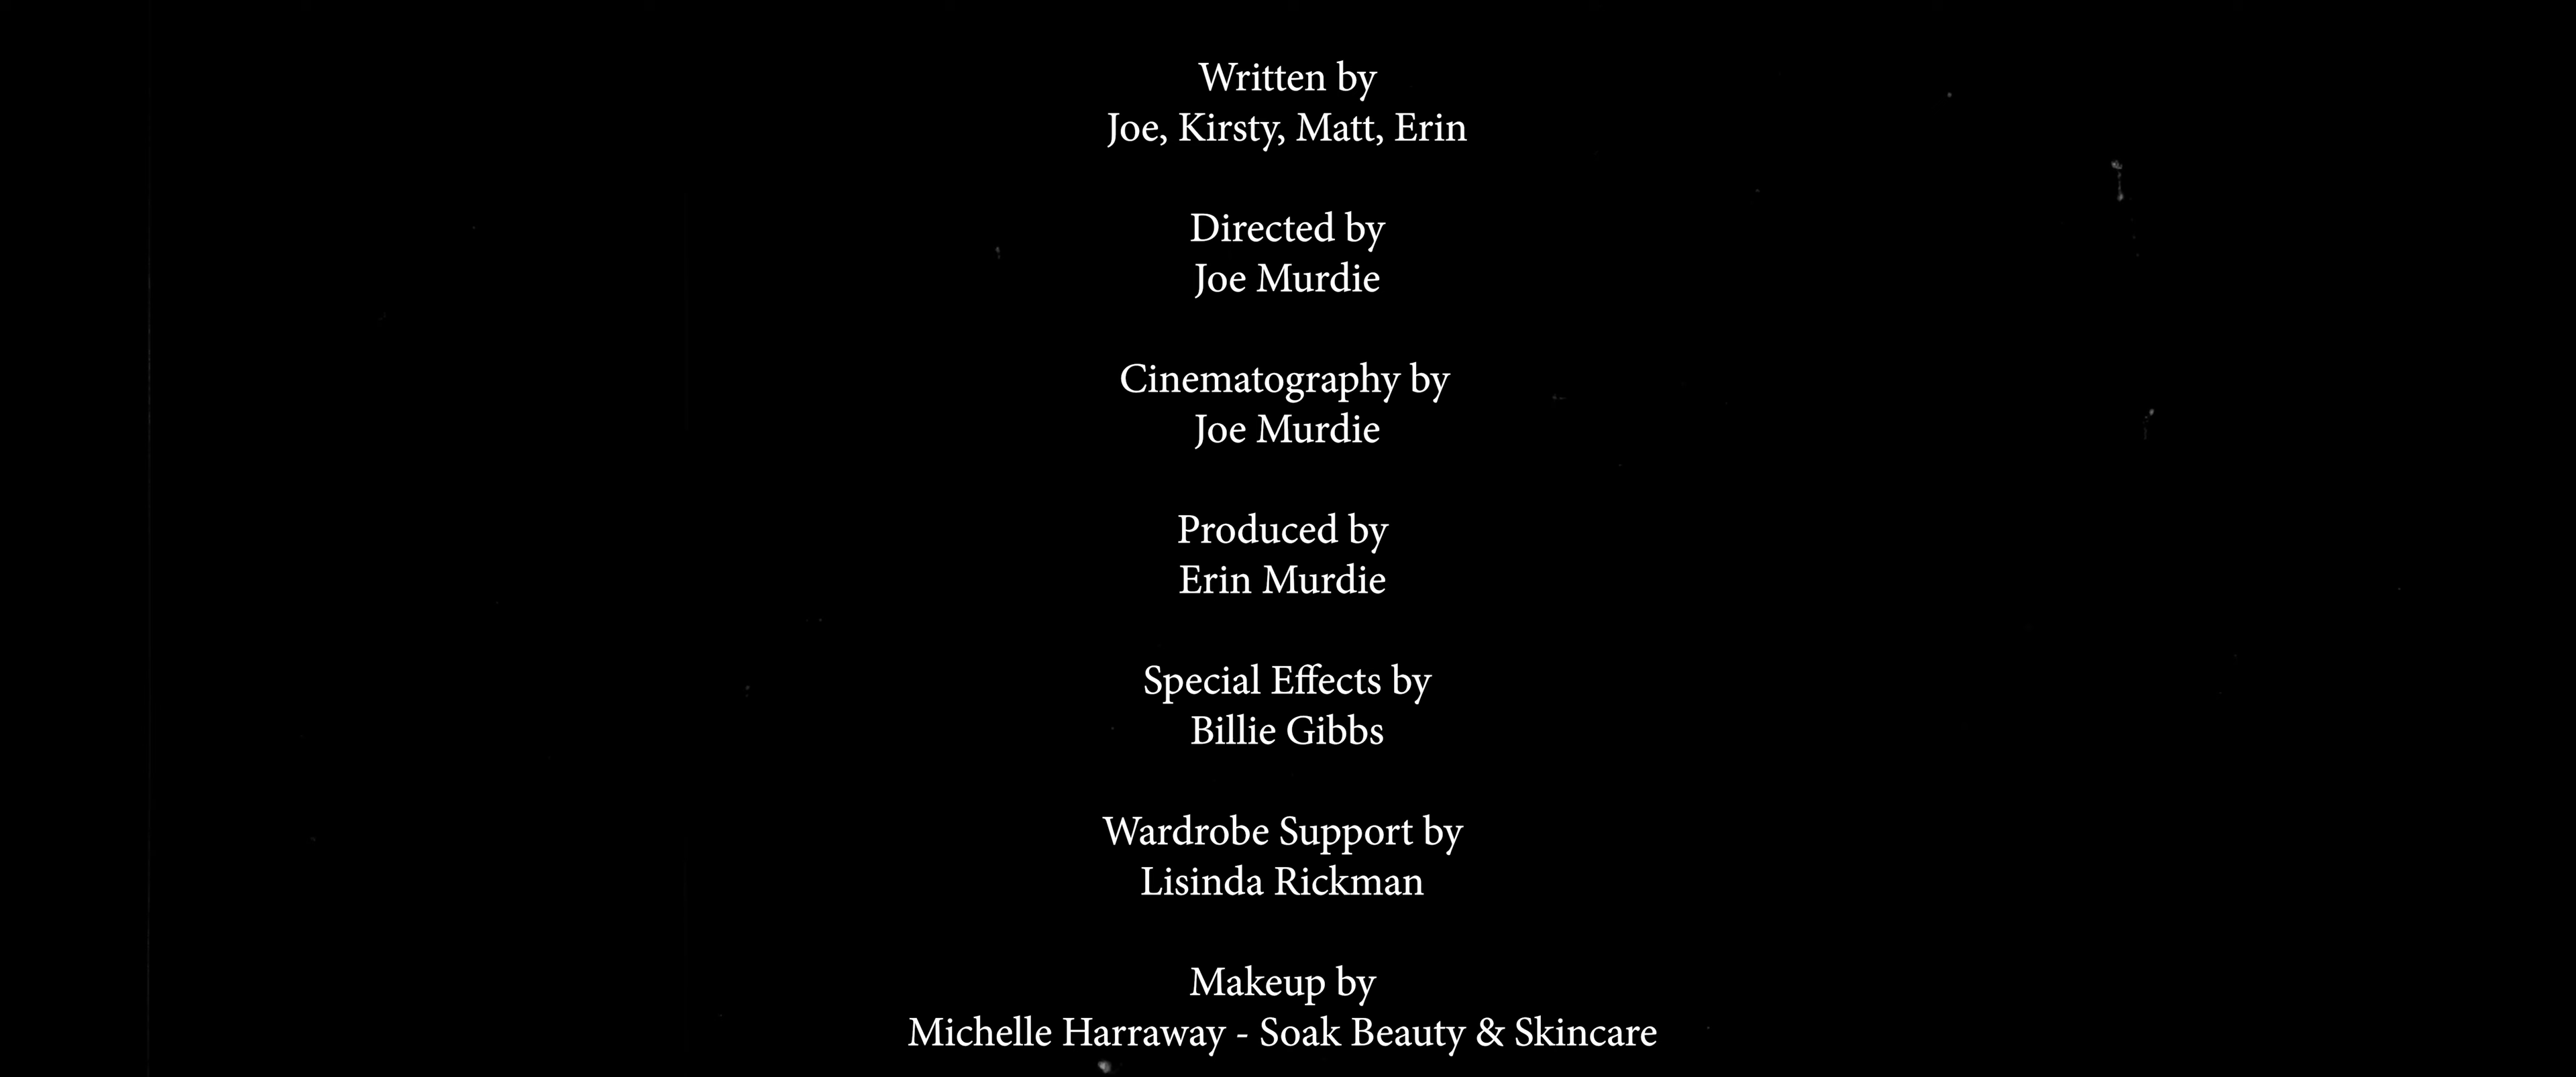 Written by
Joe, Kirsty, Matt, Erin
Directed by
Joe Murdie
Cinematography by
Joe Murdie
Produced by
Erin Murdie
Special Effects by
Billie Gibbs
Wardrobe Support by
Lisinda Rickman
Makeup by
Michelle Harraway - Soak Beauty & Skincare